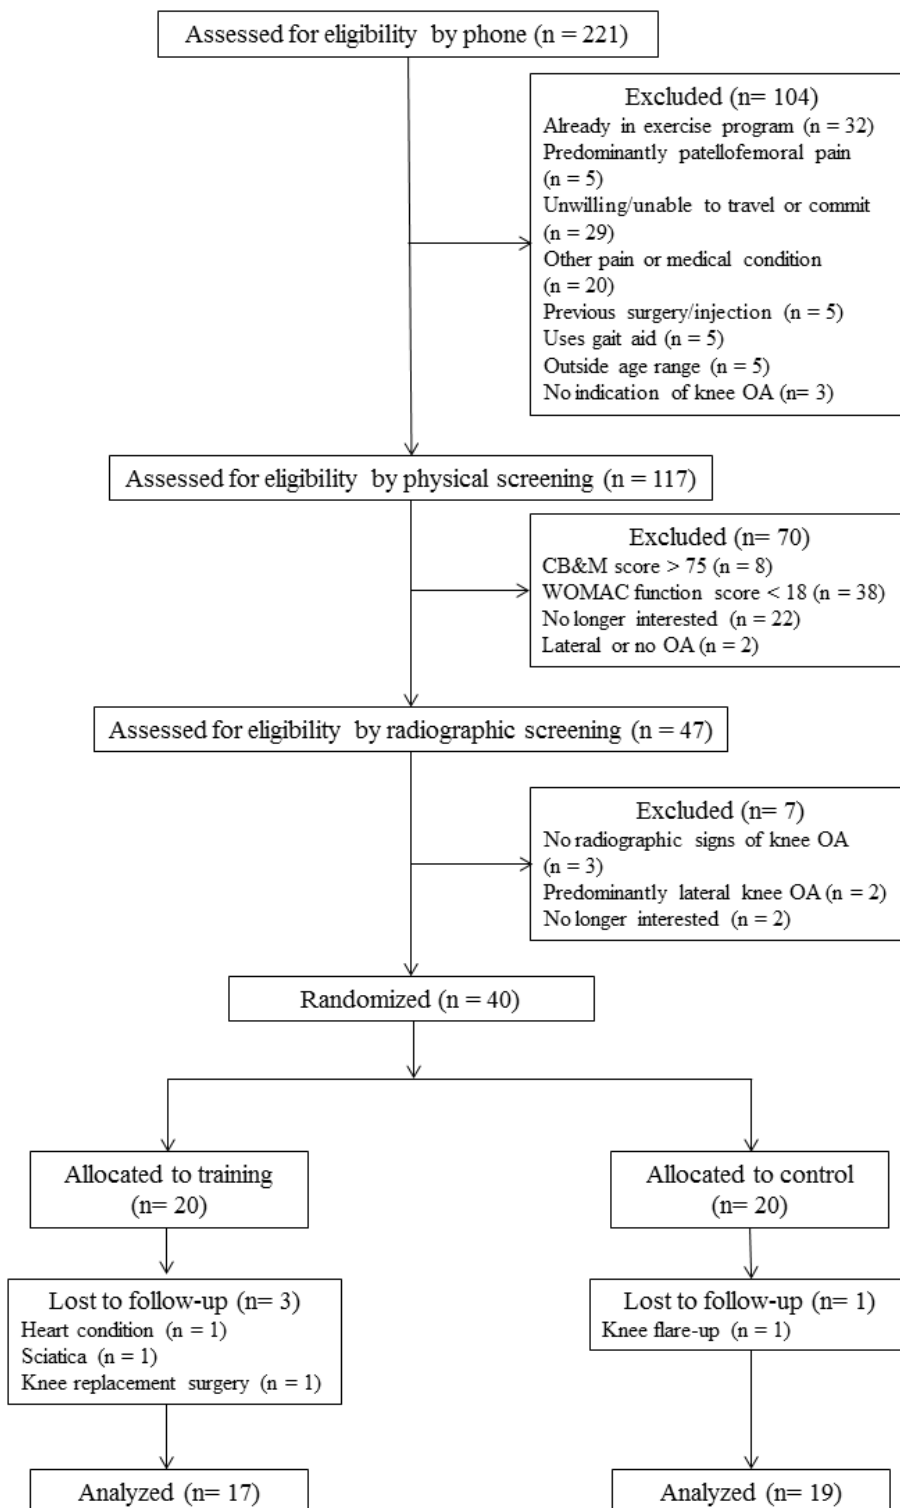 Assessed for eligibility by phone (n = 221)
Excluded (n= 104)
Already in exercise program (n = 32)
Predominantly patellofemoral pain
(n = 5)
Unwilling/unable to travel or commit
(n = 29)
Other pain or medical condition
(n = 20)
Previous surgery/injection (n = 5)
Uses gait aid (n = 5)
Outside age range (n = 5)
No indication of knee OA (n= 3)
Assessed for eligibility by physical screening (n = 117)
Excluded (n= 70)
CB&M score > 75 (n = 8)
WOMAC function score < 18 (n = 38)
No longer interested (n = 22)
Lateral or no OA (n = 2)
Assessed for eligibility by radiographic screening (n = 47)
Excluded (n= 7)
No radiographic signs of knee OA
(n = 3)
Predominantly lateral knee OA (n = 2)
No longer interested (n = 2)
Randomized (n = 40)
Allocated to training
(n= 20)
Allocated to control
(n= 20)
Lost to follow-up (n= 3)
Heart condition (n = 1)
Sciatica (n = 1)
Knee replacement surgery (n = 1)
Lost to follow-up (n= 1)
Knee flare-up (n = 1)
Analyzed (n= 17)
Analyzed (n= 19)